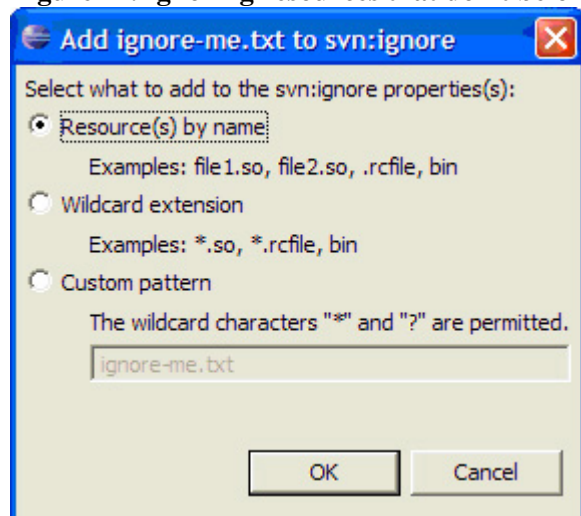 Add ignore-me.txt to svn:ignore
Select what to add to the svn:ignore properties(s):
Resource(s) by name
Examples: file1.so, file2.so, .rcfile, bin
Wildcard extension
Examples: *.so, *.rcfile, bin
Custom pattern
The wildcard characters "*" and "?" are permitted.
ignore-me.txt
OK
Cancel